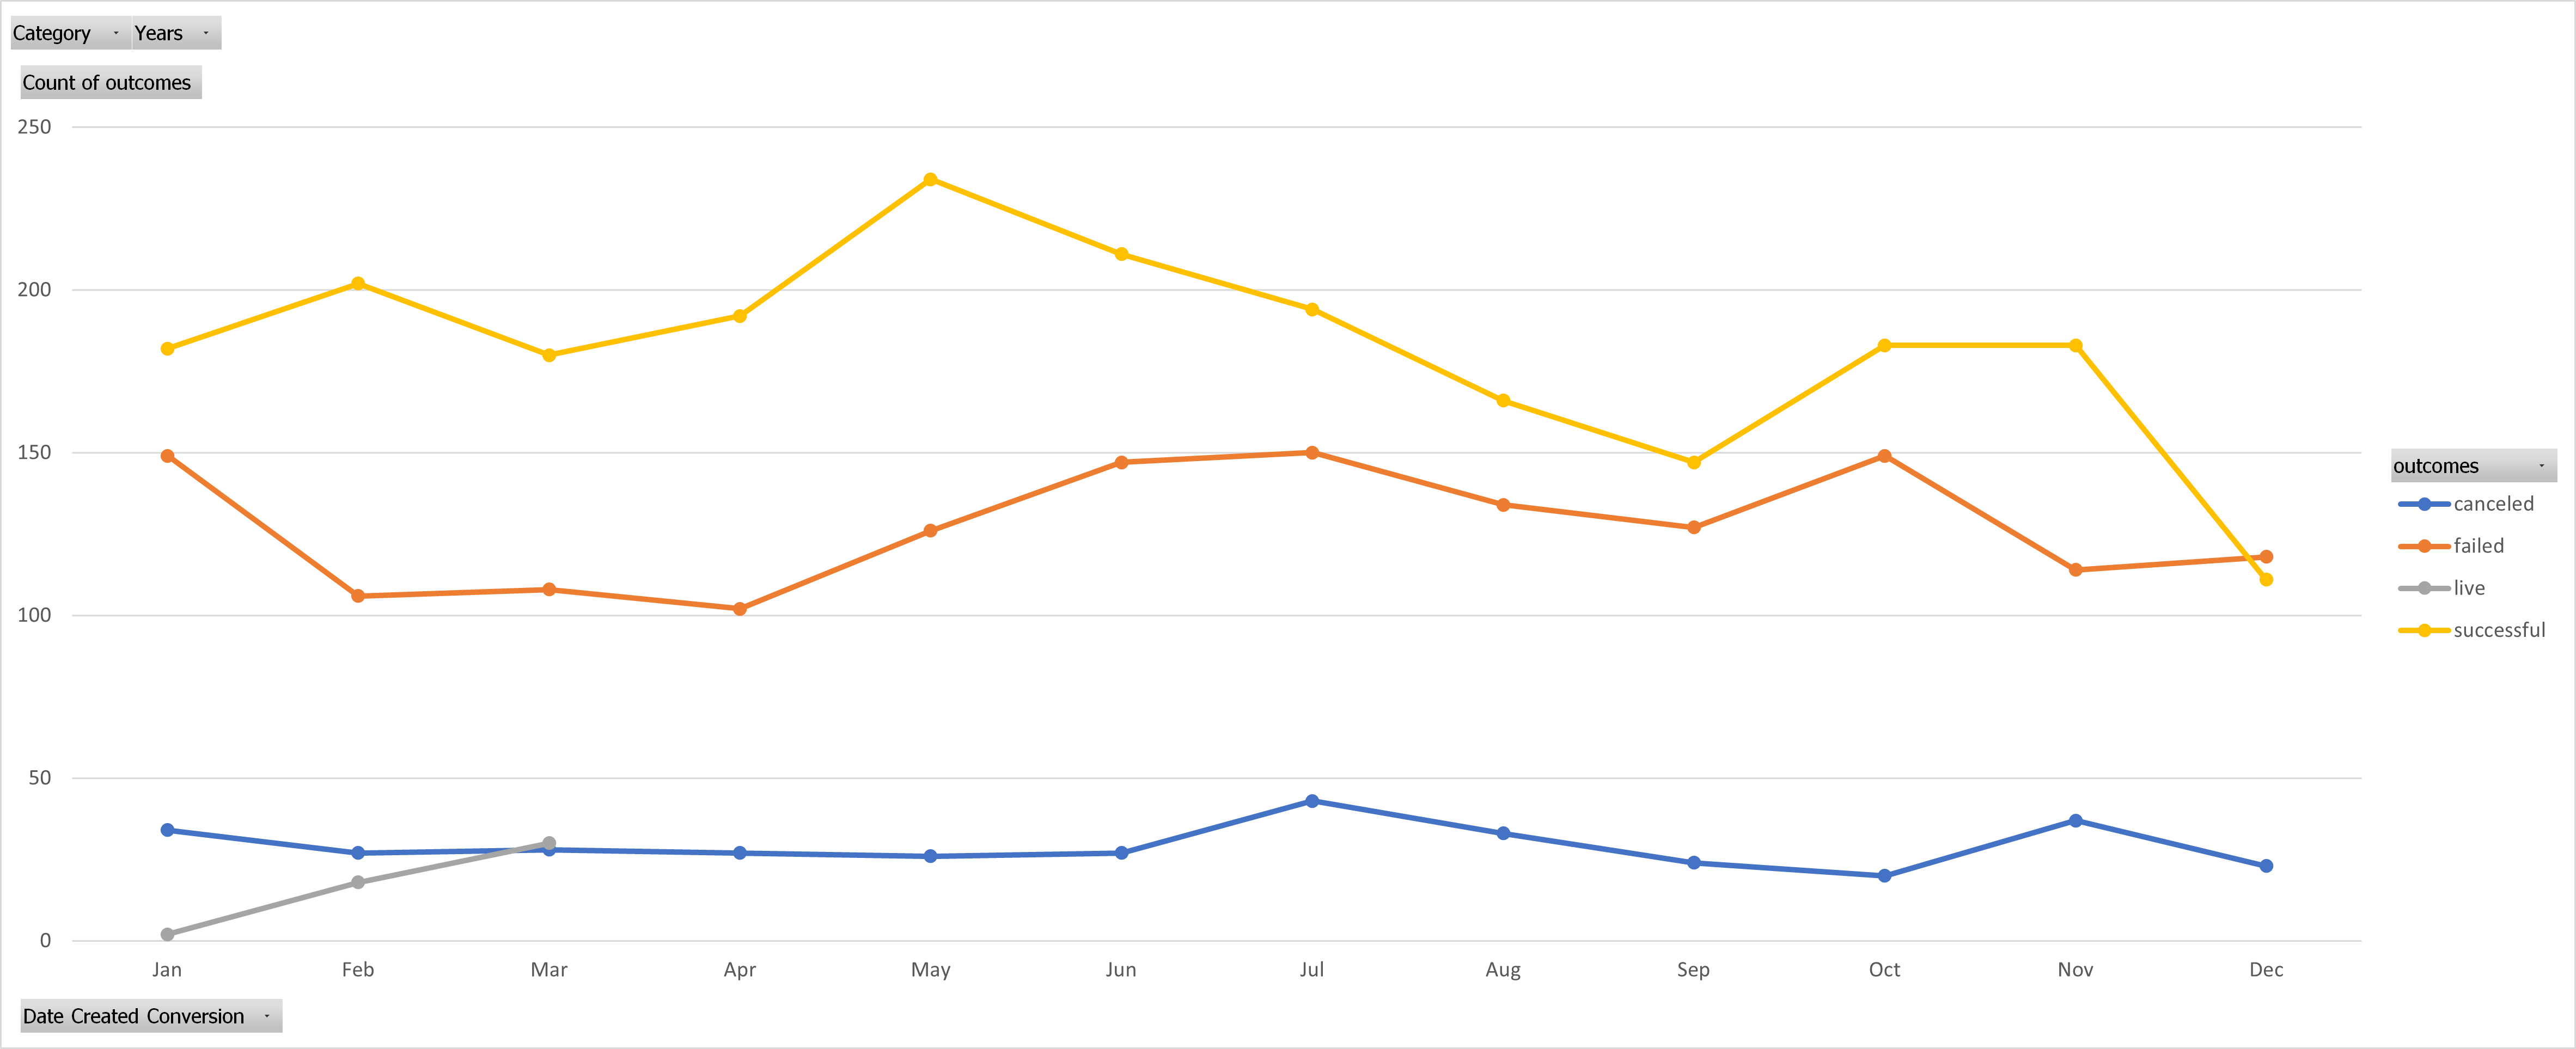 Category Years
Count of outcomes
250
200
150
100
50
0
Jan Feb Mar Apr May Jun Jul Aug Sep Oct Nov Dec
Date Created Conversion
outcomes
canceled
failed
live
successful